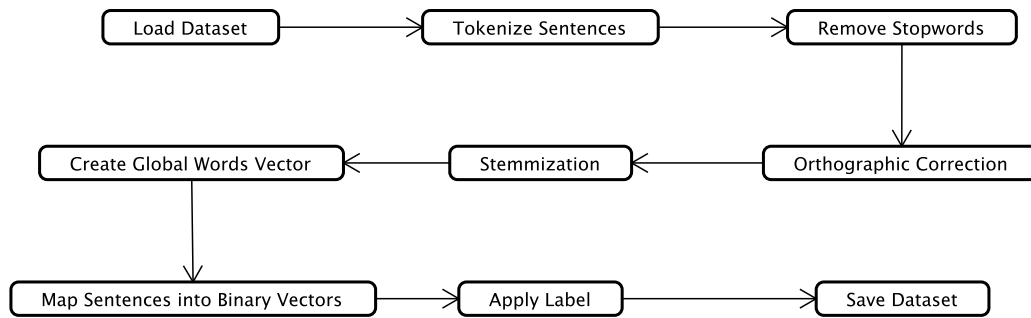 Load Dataset
Tokenize Sentences
Remove Stopwords
Orthographic Correction
Stemmization
Create Global Words Vector
Map Sentences into Binary Vectors
Apply Label
Save Dataset